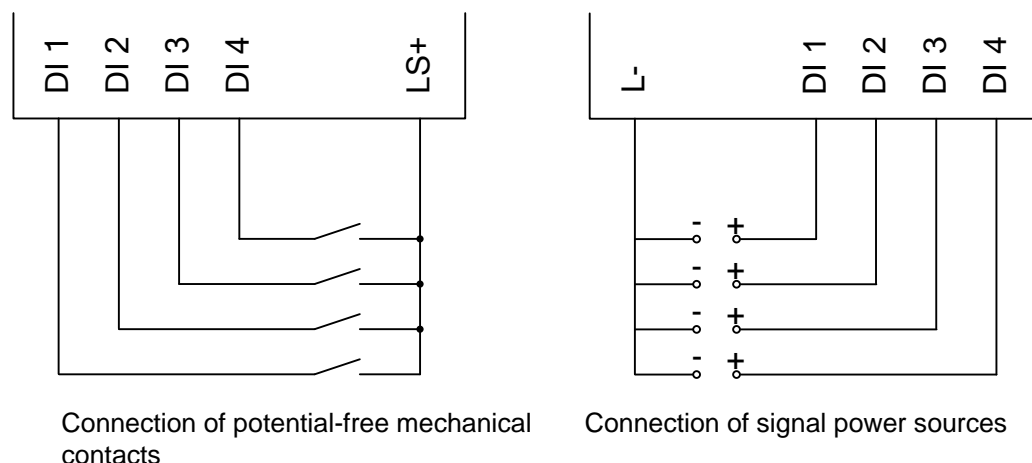 DI 1 DI 2 DI 3 DI 4 LS+
L- DI 1 DI 2 DI 3 DI 4
- +
- +
- +
- +
Connection of potential-free mechanical
contacts
Connection of signal power sources